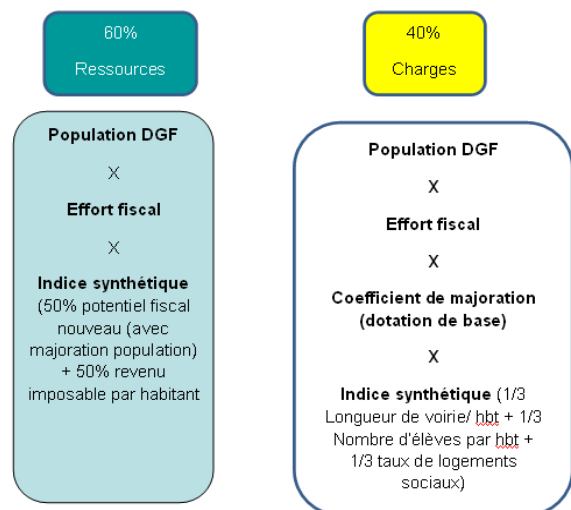 60%
Ressources
Population DGF
X
Effort fiscal
X
Indice synthétique
(50% potentiel fiscal
nouveau (avec
majoration population)
+ 50% revenu
imposable par habitant
40%
Charges
Population DGF
X
Effort fiscal
X
Coefficient de majoration
(dotation de base)
X
Indice synthétique (1/3
Longueur de voirie/ hbt + 1/3
Nombre d'élèves par hbt +
1/3 taux de logements
sociaux)